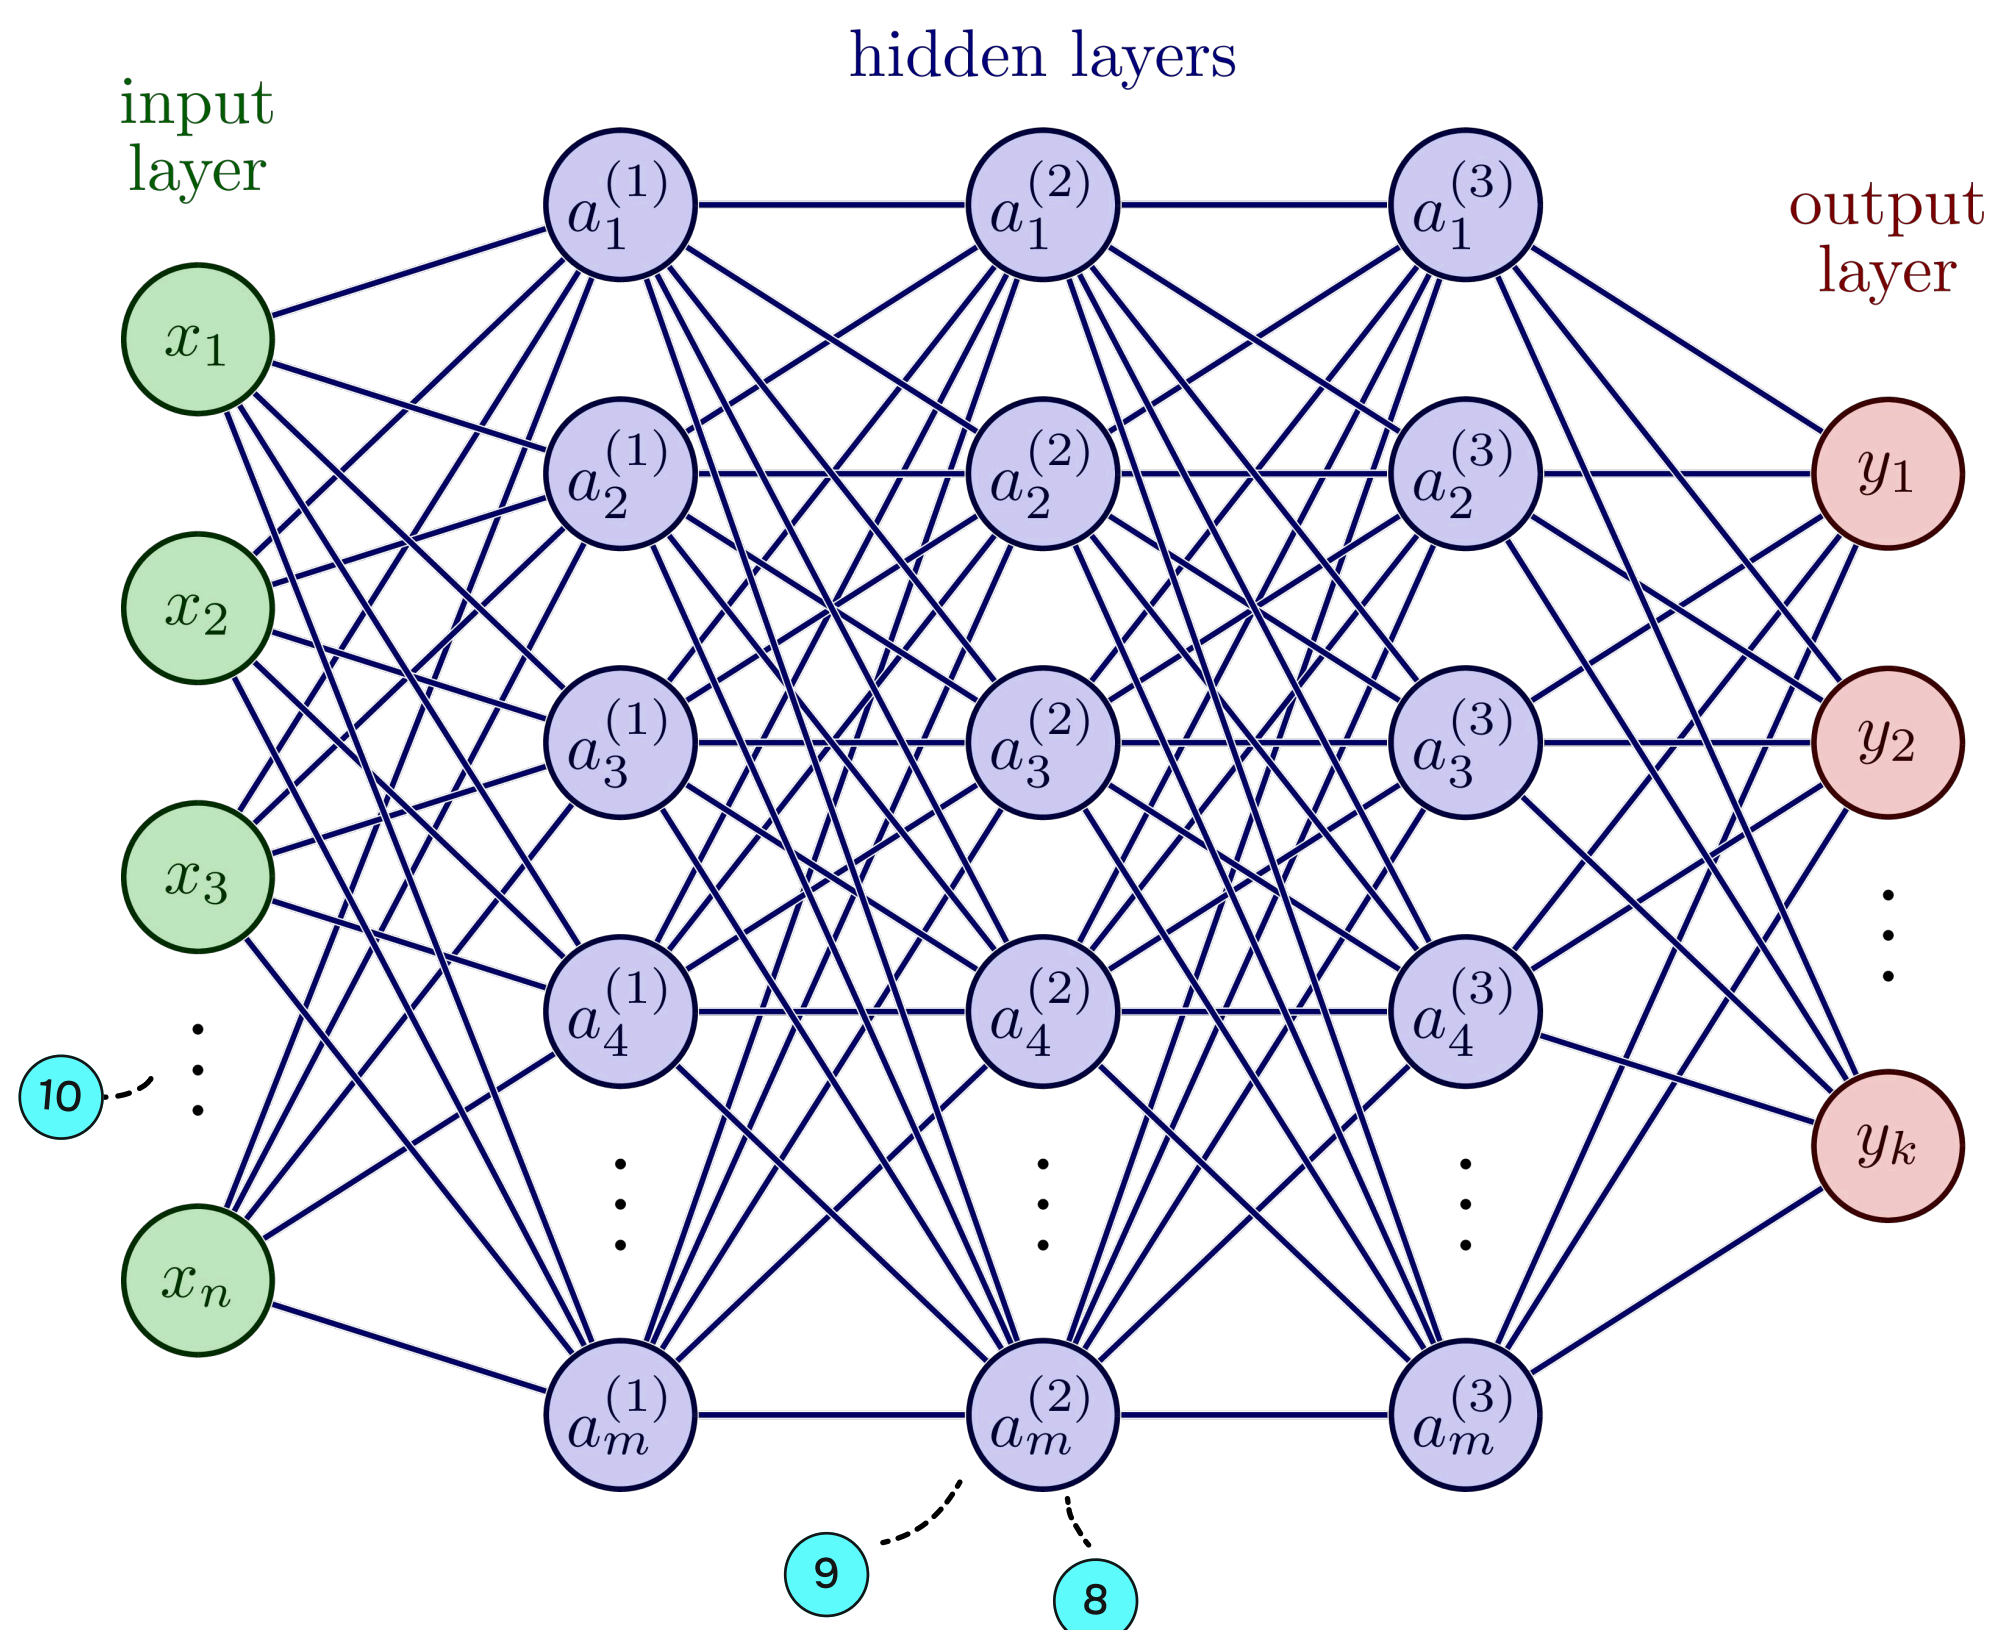 hidden layers
input
layer
output
layer
x₁
x₂
x₃
xₙ
a₁⁽¹⁾
a₂⁽¹⁾
a₃⁽¹⁾
a₄⁽¹⁾
aₘ⁽¹⁾
a₁⁽²⁾
a₂⁽²⁾
a₃⁽²⁾
a₄⁽²⁾
aₘ⁽²⁾
a₁⁽³⁾
a₂⁽³⁾
a₃⁽³⁾
a₄⁽³⁾
aₘ⁽³⁾
y₁
y₂
yₖ
10
9
8